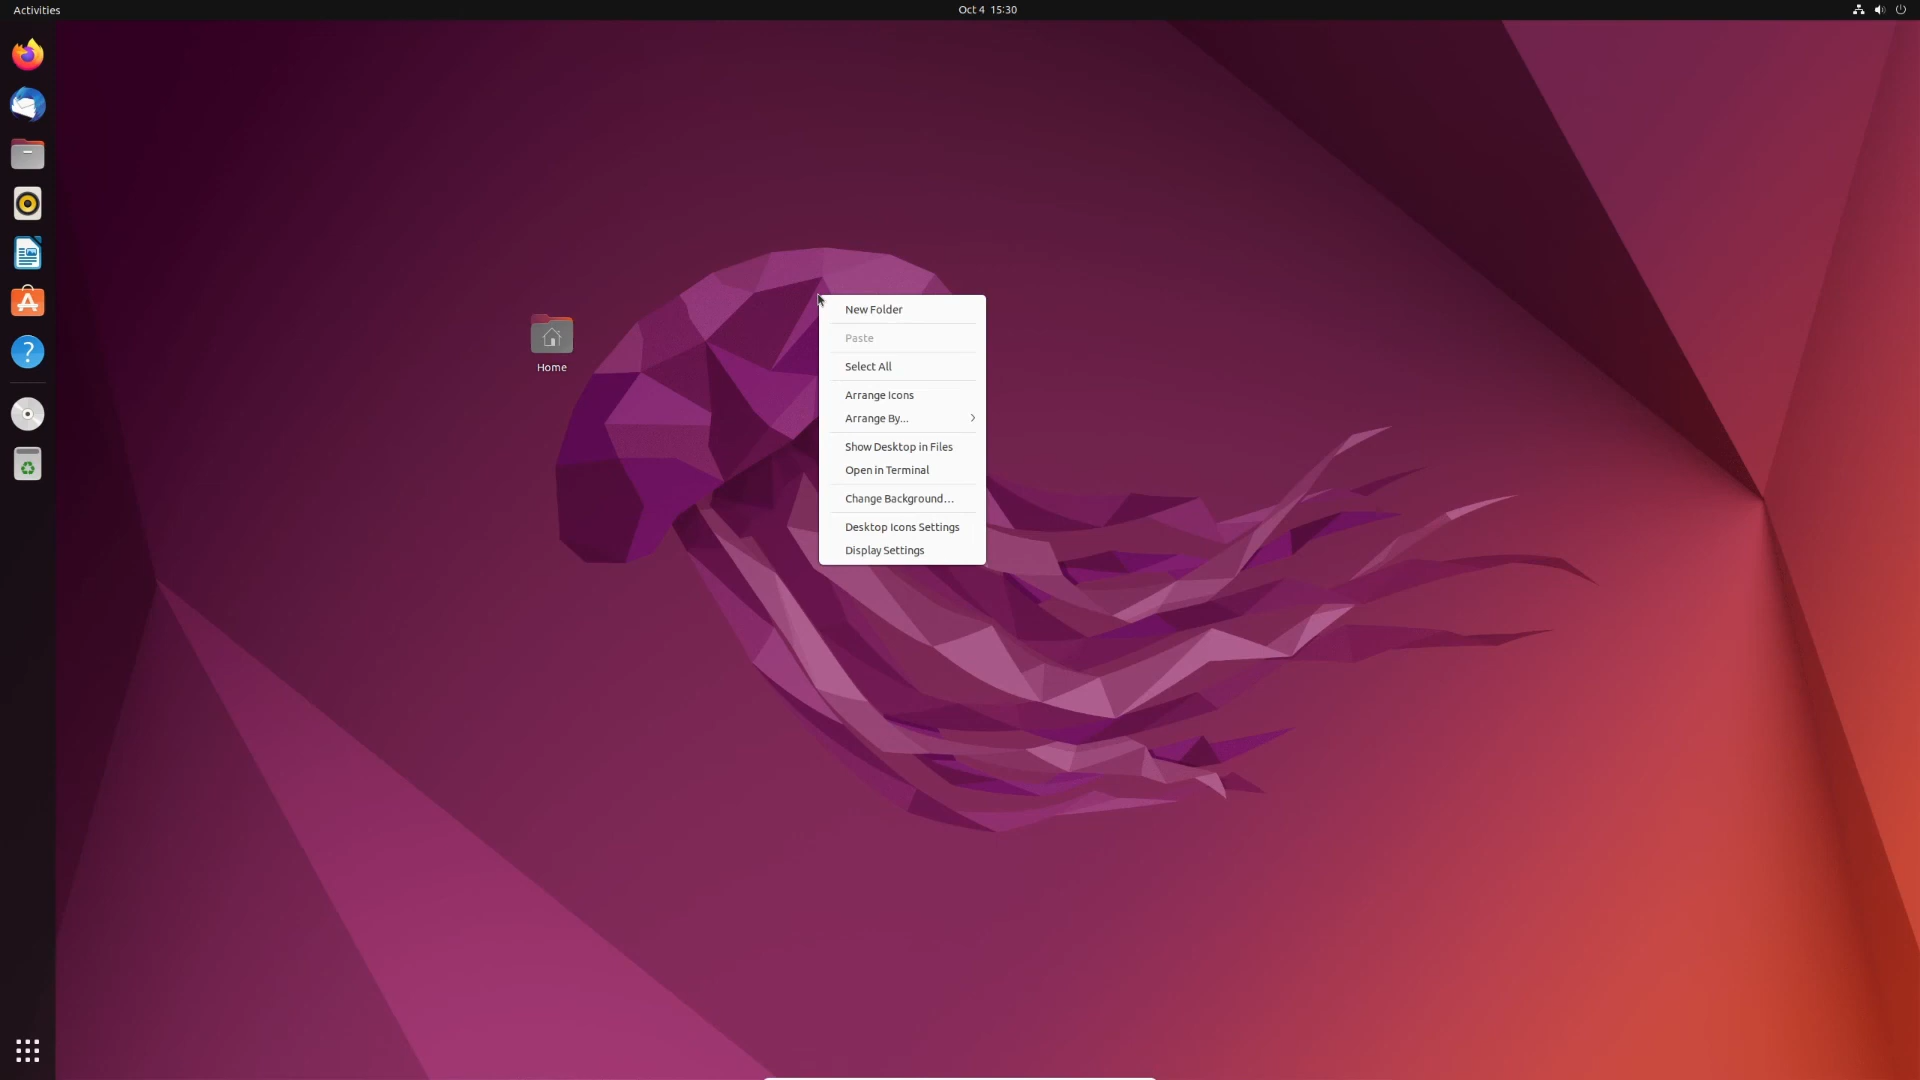 Activities
Oct 4 15:30
Home
New Folder
Paste
Select All
Arrange Icons
Arrange By...
Show Desktop in Files
Open in Terminal
Change Background...
Desktop Icons Settings
Display Settings